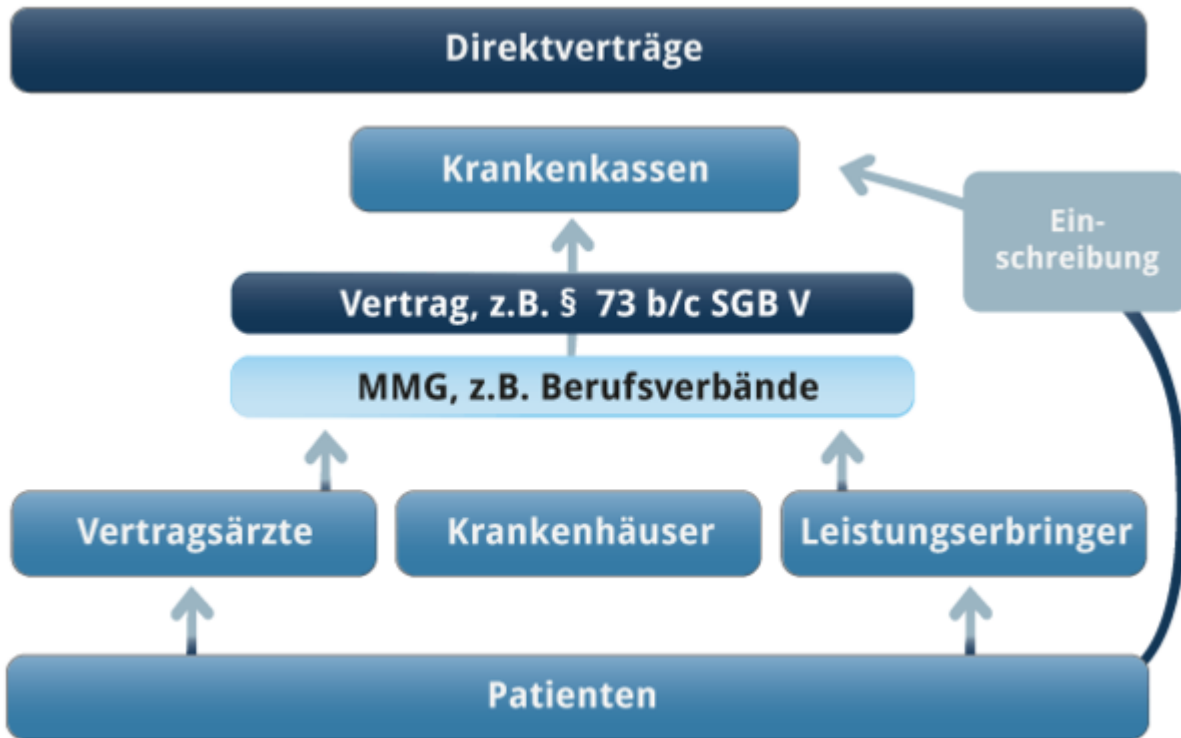 Direktverträge
Krankenkassen
Ein-
schreibung
Vertrag, z.B. § 73 b/c SGB V
MMG, z.B. Berufsverbände
Vertragsärzte
Krankenhäuser
Leistungserbringer
Patienten